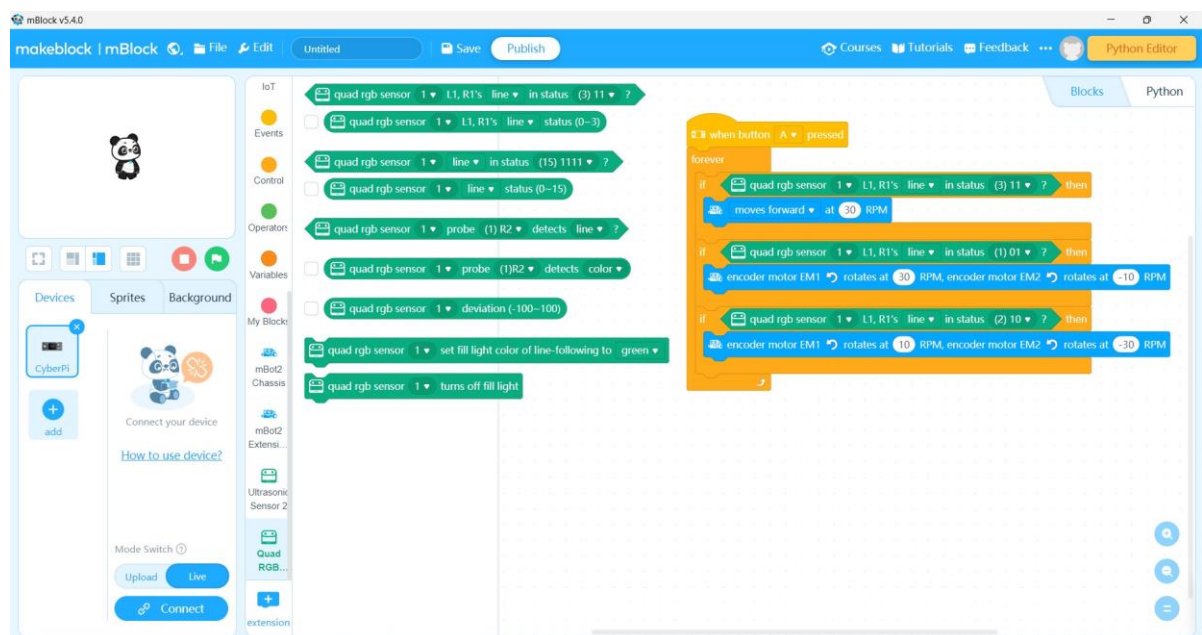 mBlock v5.4.0
makeblock | mBlock File Edit Untitled Save Publish Courses Tutorials Feedback Python Editor
Blocks Python
IoT
Events
Control
Operators
Variables
My Blocks
mBot2
Chassis
mBot2
Extensi...
Ultrasonic
Sensor 2
Quad
RGB...
extension
quad rgb sensor 1 L1, R1's line in status (3) 11 ?
quad rgb sensor 1 L1, R1's line status (0~3)
quad rgb sensor 1 line in status (15) 1111 ?
quad rgb sensor 1 line status (0~15)
quad rgb sensor 1 probe (1) R2 detects line ?
quad rgb sensor 1 probe (1)R2 detects color
quad rgb sensor 1 deviation (-100~100)
quad rgb sensor 1 set fill light color of line-following to green
quad rgb sensor 1 turns off fill light
when button A pressed
forever
if quad rgb sensor 1 L1, R1's line in status (3) 11 ? then
moves forward at 30 RPM
if quad rgb sensor 1 L1, R1's line in status (1) 01 ? then
encoder motor EM1 rotates at 30 RPM, encoder motor EM2 rotates at -10 RPM
if quad rgb sensor 1 L1, R1's line in status (2) 10 ? then
encoder motor EM1 rotates at 10 RPM, encoder motor EM2 rotates at -30 RPM
Devices Sprites Background
CyberPi
add
Connect your device
How to use device?
Mode Switch
Upload Live
Connect